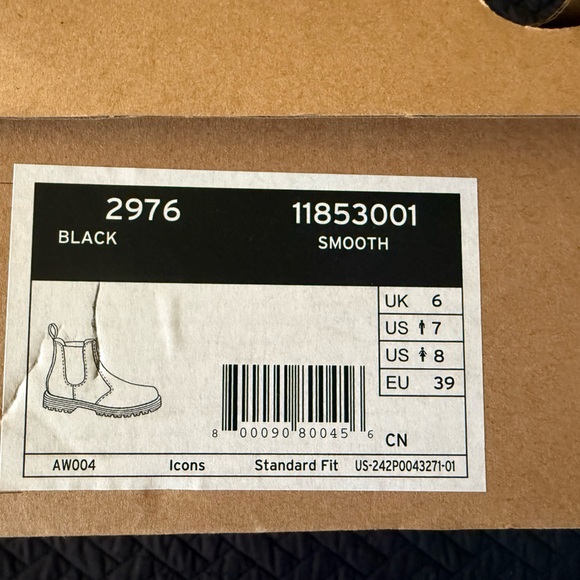 2976 11853001
BLACK SMOOTH
UK 6
US 7
US 8
EU 39
8 00090 80045 6
CN
AW004 Icons Standard Fit US-242P0043271-01